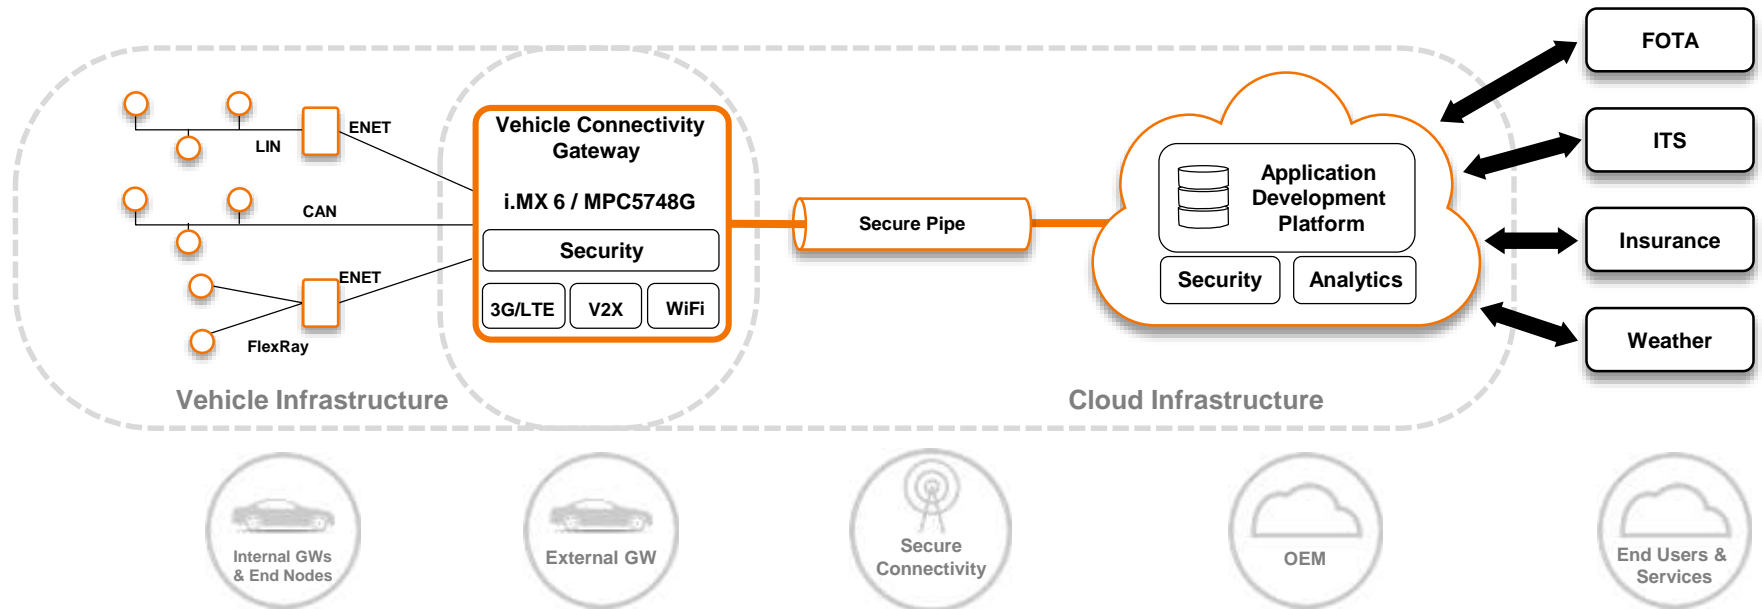 ENET
LIN
CAN
ENET
FlexRay
Vehicle Infrastructure
Vehicle Connectivity
Gateway
i.MX 6 / MPC5748G
Security
3G/LTE
V2X
WiFi
Secure Pipe
Application
Development
Platform
Security
Analytics
Cloud Infrastructure
FOTA
ITS
Insurance
Weather
Internal GWs
& End Nodes
External GW
Secure
Connectivity
OEM
End Users &
Services